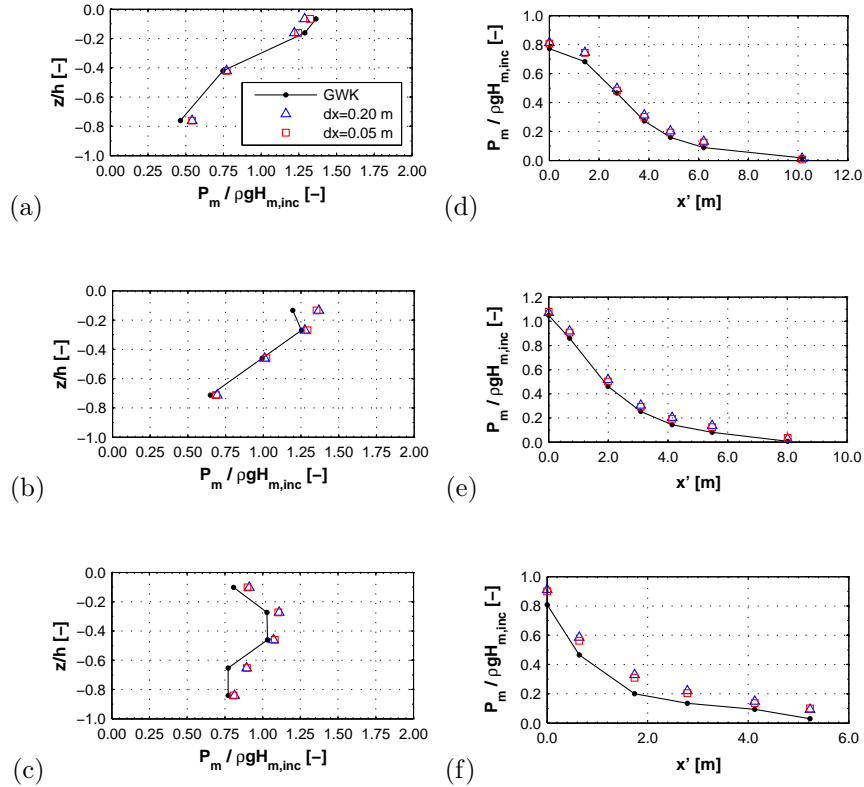 0.0
−0.2
−0.4
−0.6
−0.8
−1.0
z/h [−]
GWK
dx=0.20 m
dx=0.05 m
0.00 0.25 0.50 0.75 1.00 1.25 1.50 1.75 2.00
P_m / ρgH_m,inc [−]
(a)
1.0
0.8
0.6
0.4
0.2
0.0
P_m / ρgH_m,inc [−]
0.0 2.0 4.0 6.0 8.0 10.0 12.0
x' [m]
(d)
0.0
−0.2
−0.4
−0.6
−0.8
−1.0
z/h [−]
0.00 0.25 0.50 0.75 1.00 1.25 1.50 1.75 2.00
P_m / ρgH_m,inc [−]
(b)
1.2
1.0
0.8
0.6
0.4
0.2
0.0
P_m / ρgH_m,inc [−]
0.0 2.0 4.0 6.0 8.0 10.0
x' [m]
(e)
0.0
−0.2
−0.4
−0.6
−0.8
−1.0
z/h [−]
0.00 0.25 0.50 0.75 1.00 1.25 1.50 1.75 2.00
P_m / ρgH_m,inc [−]
(c)
1.0
0.8
0.6
0.4
0.2
0.0
P_m / ρgH_m,inc [−]
0.0 2.0 4.0 6.0
x' [m]
(f)